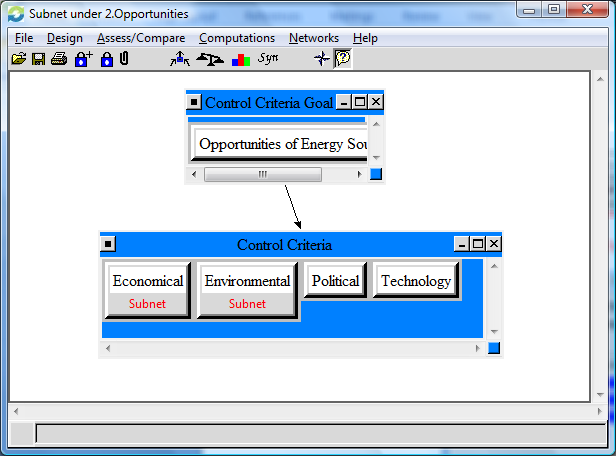 Subnet under 2.Opportunities
File Design Assess/Compare Computations Networks Help
Syn
Control Criteria Goal
Opportunities of Energy Sou
Control Criteria
Economical Environmental Political Technology
Subnet Subnet